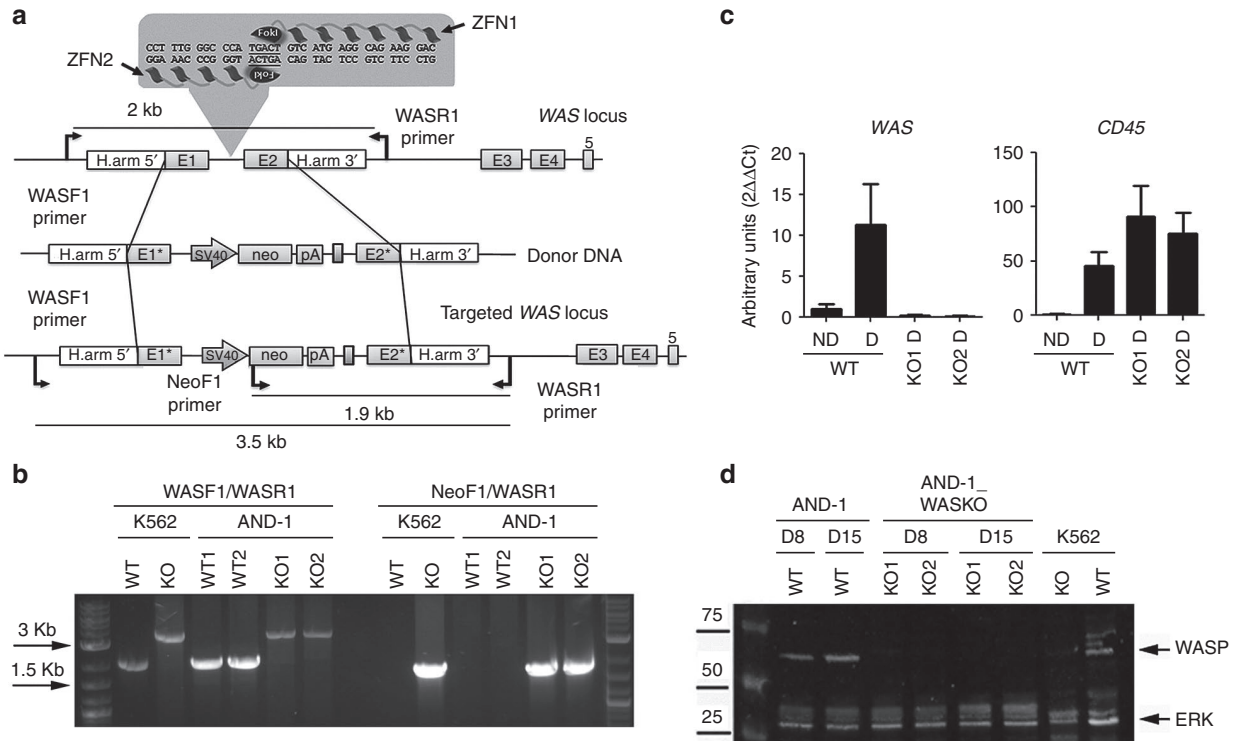 a
FokI
ZFN1
CCT TTG GGC CCA TGACT GTC ATG AGG CAG AAG GAC
GGA AAC CCG GGT ACTGA CAG TAC TCC GTC TTC CTG
ZFN2
FokI
2 kb
WASR1
primer
WAS locus
5
H.arm 5′ E1 E2 H.arm 3′ E3 E4
WASF1
primer
H.arm 5′ E1* SV40 neo pA E2* H.arm 3′ Donor DNA
WASF1
primer
Targeted WAS locus
5
H.arm 5′ E1* SV40 neo pA E2* H.arm 3′ E3 E4
NeoF1
primer
WASR1
primer
1.9 kb
3.5 kb
b
WASF1/WASR1 NeoF1/WASR1
K562 AND-1 K562 AND-1
WT KO WT1 WT2 KO1 KO2 WT KO WT1 WT2 KO1 KO2
3 Kb
1.5 Kb
c
WAS
Arbitrary units (2ΔΔCt)
20
15
10
5
0
ND D KO1 D KO2 D
WT
CD45
150
100
50
0
ND D KO1 D KO2 D
WT
d
AND-1 AND-1_
WASKO
D8 D15 D8 D15 K562
WT WT KO1 KO2 KO1 KO2 KO WT
75
50
25
WASP
ERK